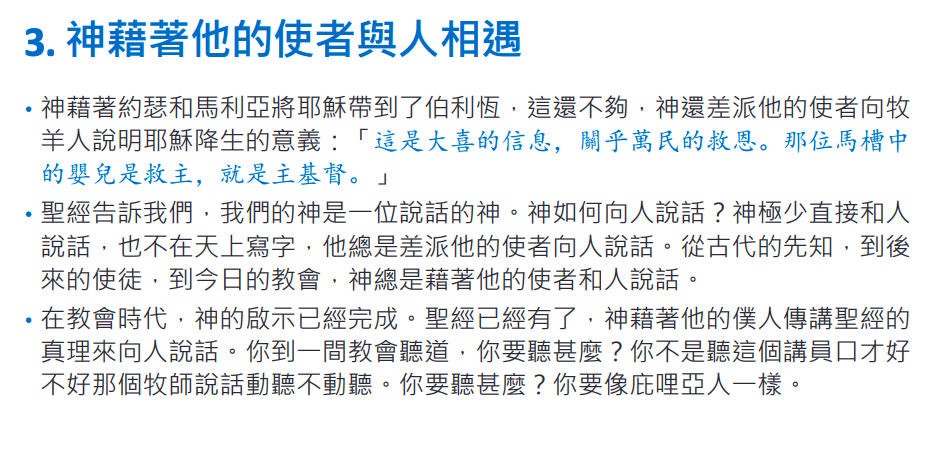 3. 神藉著他的使者與人相遇
• 神藉著約瑟和馬利亞將耶穌帶到了伯利恆，這還不夠，神還差派他的使者向牧
羊人說明耶穌降生的意義：「這是大喜的信息，關乎萬民的救恩。那位馬槽中
的嬰兒是救主，就是主基督。」
• 聖經告訴我們，我們的神是一位說話的神。神如何向人說話？神極少直接和人
說話，也不在天上寫字，他總是差派他的使者向人說話。從古代的先知，到後
來的使徒，到今日的教會，神總是藉著他的使者和人說話。
• 在教會時代，神的啟示已經完成。聖經已經有了，神藉著他的僕人傳講聖經的
真理來向人說話。你到一間教會聽道，你要聽甚麼？你不是聽這個講員口才好
不好那個牧師說話動聽不動聽。你要聽甚麼？你要像庇哩亞人一樣。